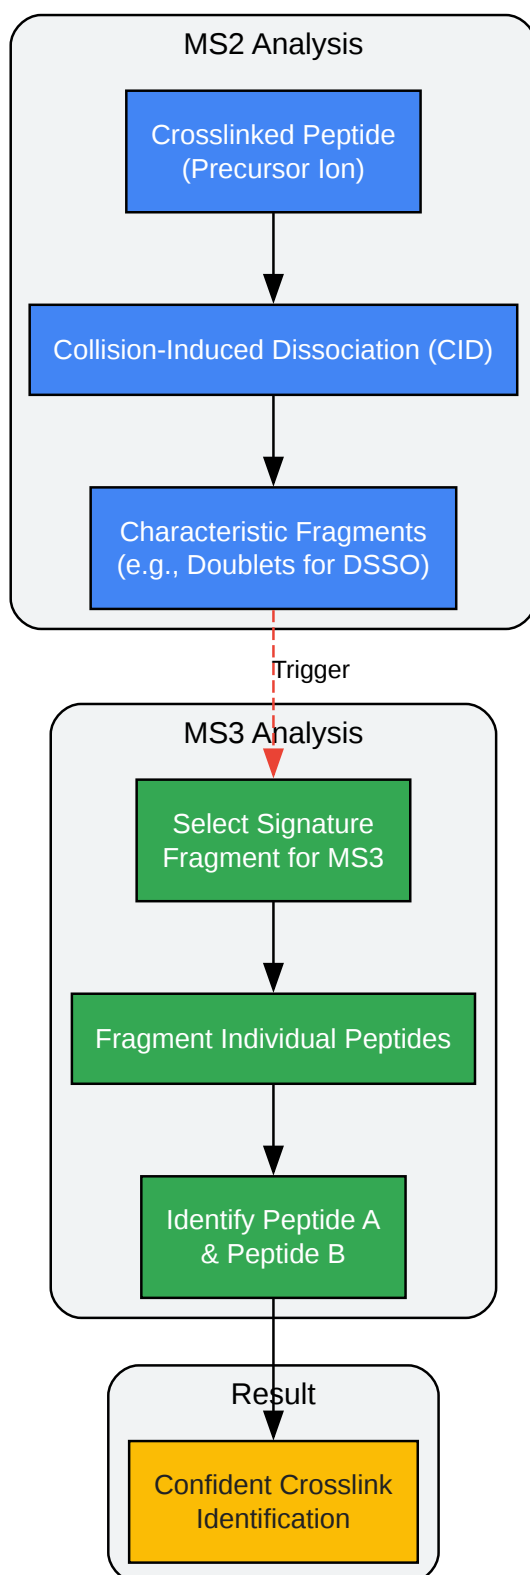 MS2 Analysis
Crosslinked Peptide
(Precursor Ion)
Collision-Induced Dissociation (CID)
Characteristic Fragments
(e.g., Doublets for DSSO)
Trigger
MS3 Analysis
Select Signature
Fragment for MS3
Fragment Individual Peptides
Identify Peptide A
& Peptide B
Result
Confident Crosslink
Identification